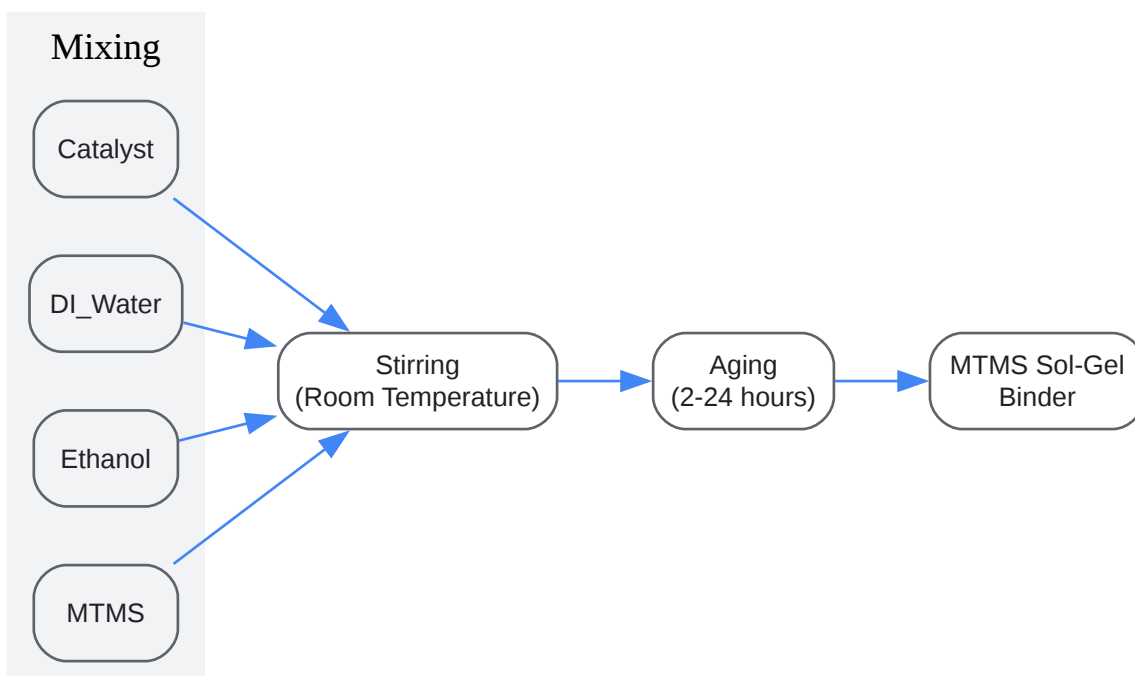 Mixing
Catalyst
DI_Water
Ethanol
MTMS
Stirring
(Room Temperature)
Aging
(2-24 hours)
MTMS Sol-Gel
Binder